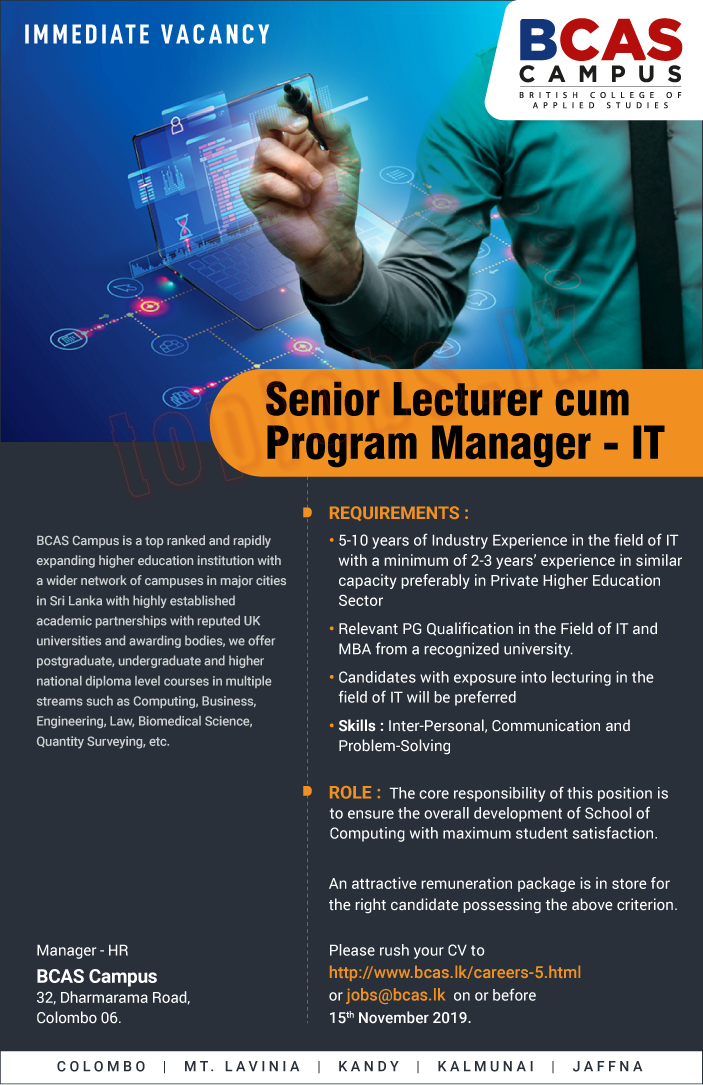 IMMEDIATE VACANCY
BCAS
CAMPUS
BRITISH COLLEGE OF
APPLIED STUDIES
topjobs.lk
Senior Lecturer cum
Program Manager - IT
BCAS Campus is a top ranked and rapidly
expanding higher education institution with
a wider network of campuses in major cities
in Sri Lanka with highly established
academic partnerships with reputed UK
universities and awarding bodies, we offer
postgraduate, undergraduate and higher
national diploma level courses in multiple
streams such as Computing, Business,
Engineering, Law, Biomedical Science,
Quantity Surveying, etc.
REQUIREMENTS :
• 5-10 years of Industry Experience in the field of IT
with a minimum of 2-3 years’ experience in similar
capacity preferably in Private Higher Education
Sector
• Relevant PG Qualification in the Field of IT and
MBA from a recognized university.
• Candidates with exposure into lecturing in the
field of IT will be preferred
• Skills : Inter-Personal, Communication and
Problem-Solving
ROLE : The core responsibility of this position is
to ensure the overall development of School of
Computing with maximum student satisfaction.
An attractive remuneration package is in store for
the right candidate possessing the above criterion.
Manager - HR
BCAS Campus
32, Dharmarama Road,
Colombo 06.
Please rush your CV to
http://www.bcas.lk/careers-5.html
or jobs@bcas.lk on or before
15th November 2019.
COLOMBO | MT. LAVINIA | KANDY | KALMUNAI | JAFFNA